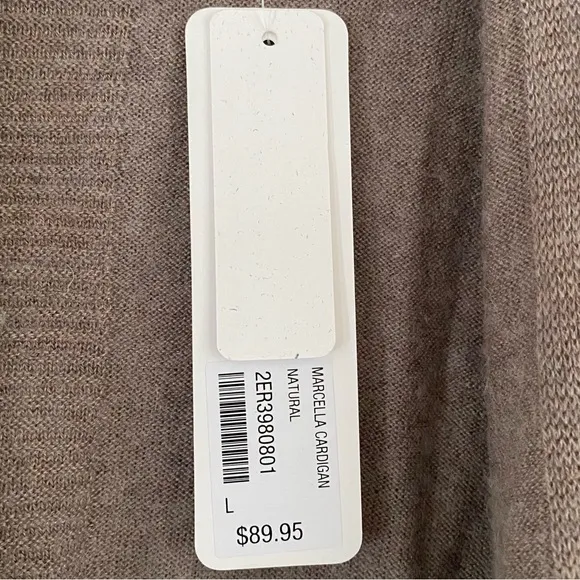 MARCELLA CARDIGAN
NATURAL
2ER3980801
L
$89.95